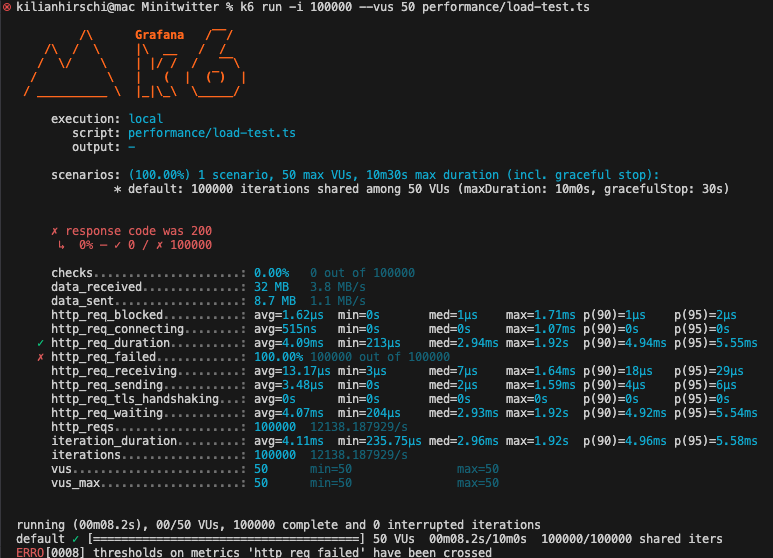 kilianhirschi@mac Minitwitter % k6 run -i 100000 --vus 50 performance/load-test.ts
Grafana
k6
execution: local
script: performance/load-test.ts
output: -
scenarios: (100.00%) 1 scenario, 50 max VUs, 10m30s max duration (incl. graceful stop):
* default: 100000 iterations shared among 50 VUs (maxDuration: 10m0s, gracefulStop: 30s)
✗ response code was 200
↳ 0% — ✓ 0 / ✗ 100000
checks.....................: 0.00% 0 out of 100000
data_received..............: 32 MB 3.8 MB/s
data_sent..................: 8.7 MB 1.1 MB/s
http_req_blocked...........: avg=1.62µs min=0s med=1µs max=1.71ms p(90)=1µs p(95)=2µs
http_req_connecting........: avg=515ns min=0s med=0s max=1.07ms p(90)=0s p(95)=0s
✓ http_req_duration..........: avg=4.09ms min=213µs med=2.94ms max=1.92s p(90)=4.94ms p(95)=5.55ms
✗ http_req_failed............: 100.00% 100000 out of 100000
http_req_receiving.........: avg=13.17µs min=3µs med=7µs max=1.64ms p(90)=18µs p(95)=29µs
http_req_sending...........: avg=3.48µs min=0s med=2µs max=1.59ms p(90)=4µs p(95)=6µs
http_req_tls_handshaking...: avg=0s min=0s med=0s max=0s p(90)=0s p(95)=0s
http_req_waiting...........: avg=4.07ms min=204µs med=2.93ms max=1.92s p(90)=4.92ms p(95)=5.54ms
http_reqs..................: 100000 12138.187929/s
iteration_duration.........: avg=4.11ms min=235.75µs med=2.96ms max=1.92s p(90)=4.96ms p(95)=5.58ms
iterations.................: 100000 12138.187929/s
vus........................: 50 min=50 max=50
vus_max....................: 50 min=50 max=50
running (00m08.2s), 00/50 VUs, 100000 complete and 0 interrupted iterations
default ✓ [======================================] 50 VUs 00m08.2s/10m0s 100000/100000 shared iters
ERRO[0008] thresholds on metrics 'http_req_failed' have been crossed